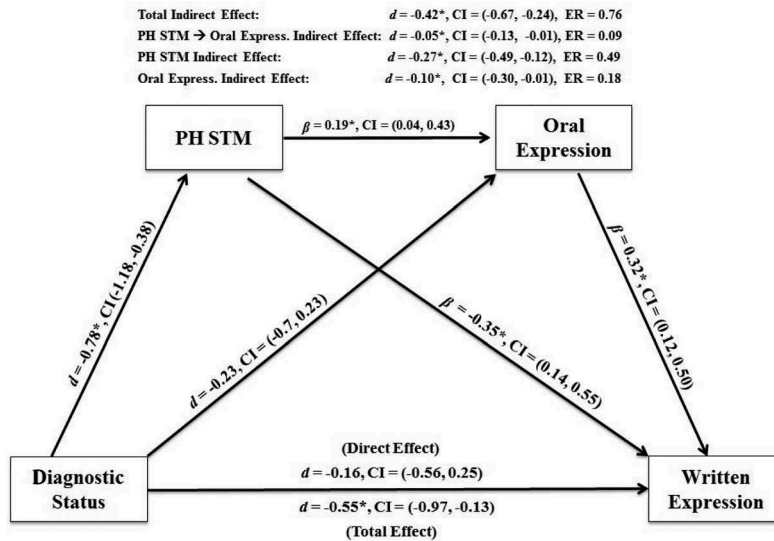 Total Indirect Effect: d = -0.42*, CI = (-0.67, -0.24), ER = 0.76
PH STM → Oral Express. Indirect Effect: d = -0.05*, CI = (-0.13, -0.01), ER = 0.09
PH STM Indirect Effect: d = -0.27*, CI = (-0.49, -0.12), ER = 0.49
Oral Express. Indirect Effect: d = -0.10*, CI = (-0.30, -0.01), ER = 0.18
PH STM
β = 0.19*, CI = (0.04, 0.43)
Oral
Expression
d = -0.78*, CI (-1.18, -0.38)
d = -0.23, CI = (-0.7, 0.23)
β = -0.35*, CI = (0.14, 0.55)
β = 0.32*, CI = (0.12, 0.50)
Diagnostic
Status
(Direct Effect)
d = -0.16, CI = (-0.56, 0.25)
d = -0.55*, CI = (-0.97, -0.13)
(Total Effect)
Written
Expression